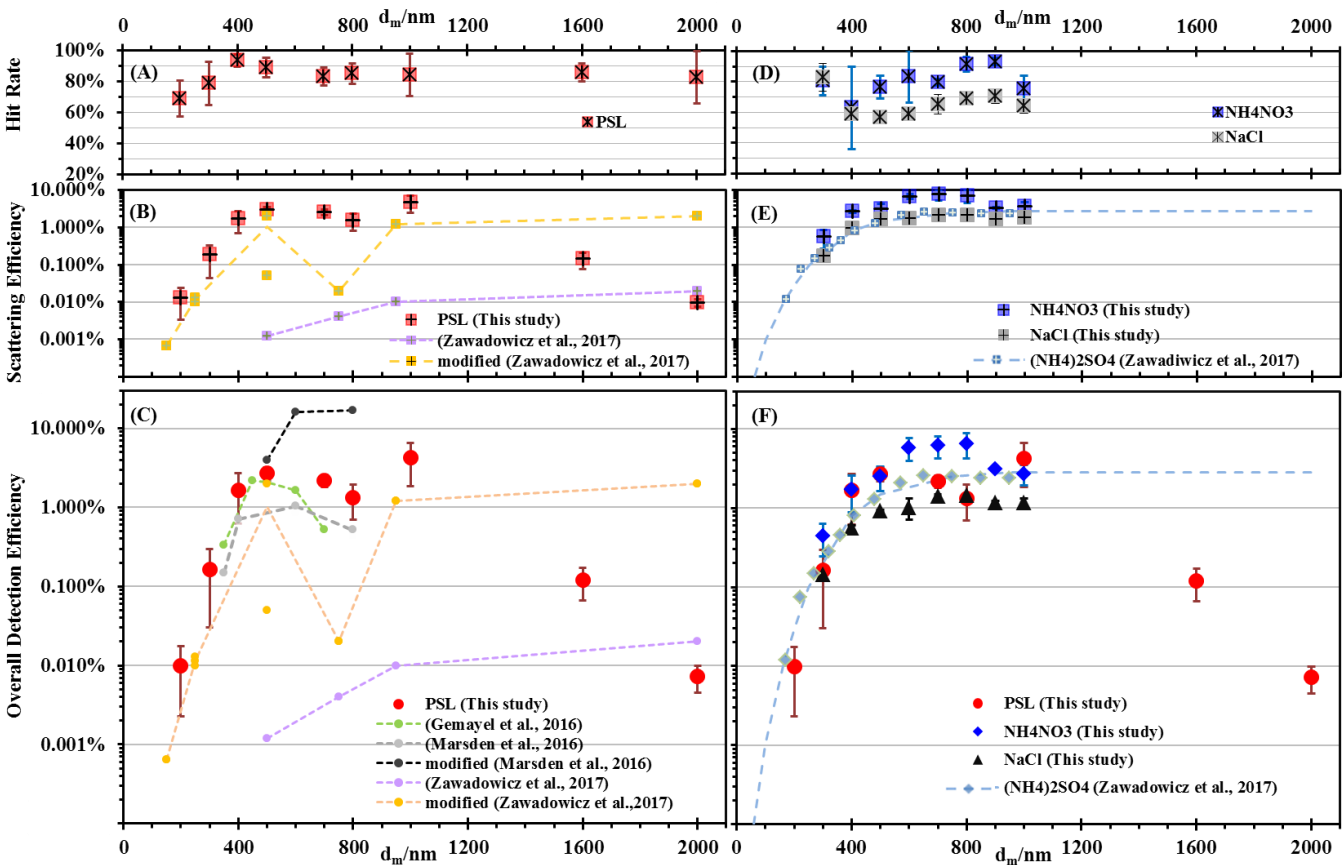 dm/nm
dm/nm
0 400 800 1200 1600 2000
0 400 800 1200 1600 2000
Hit Rate
100%
80%
60%
40%
20%
(A)
PSL
(D)
NH4NO3
NaCl
Scattering Efficiency
10.000%
1.000%
0.100%
0.010%
0.001%
(B)
PSL (This study)
(Zawadowicz et al., 2017)
modified (Zawadowicz et al., 2017)
(E)
NH4NO3 (This study)
NaCl (This study)
(NH4)2SO4 (Zawadiwicz et al., 2017)
Overall Detection Efficiency
10.000%
1.000%
0.100%
0.010%
0.001%
(C)
PSL (This study)
(Gemayel et al., 2016)
(Marsden et al., 2016)
modified (Marsden et al., 2016)
(Zawadowicz et al., 2017)
modified (Zawadowicz et al.,2017)
(F)
PSL (This study)
NH4NO3 (This study)
NaCl (This study)
(NH4)2SO4 (Zawadowicz et al., 2017)
0 400 800 1200 1600 2000
0 400 800 1200 1600 2000
dm/nm
dm/nm